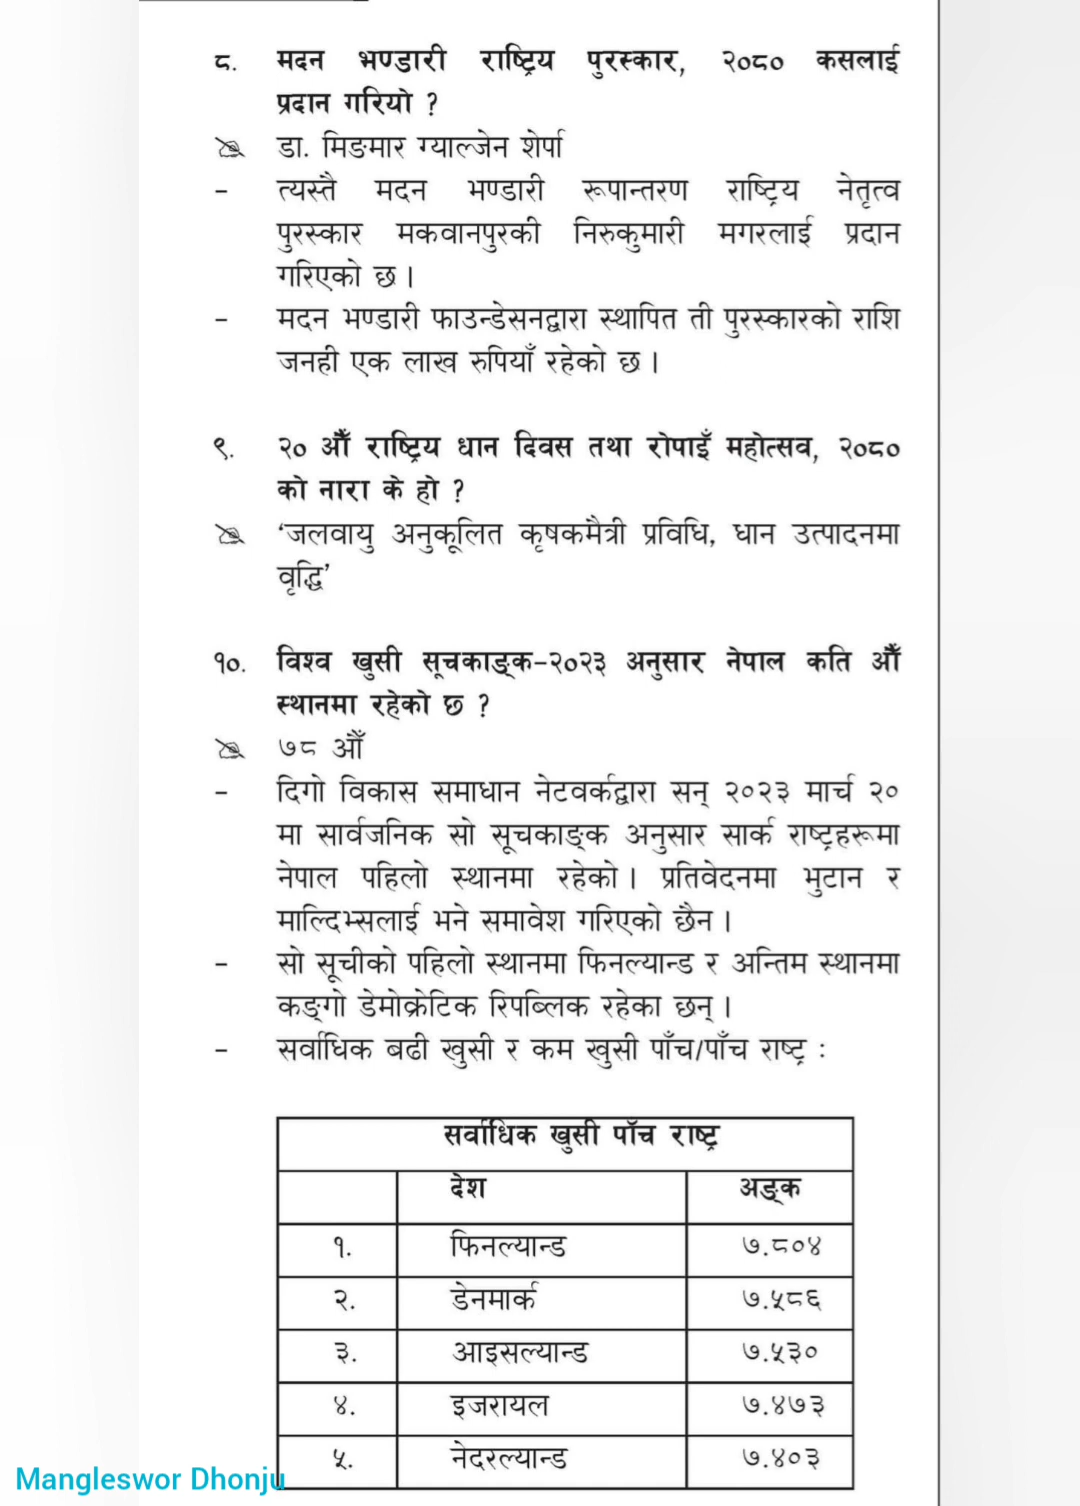 ८. मदन भण्डारी राष्ट्रिय पुरस्कार, २०८० कसलाई
प्रदान गरियो ?
डा. मिङमार ग्याल्जेन शेर्पा
- त्यस्तै मदन भण्डारी रूपान्तरण राष्ट्रिय नेतृत्व
पुरस्कार मकवानपुरकी निरुकुमारी मगरलाई प्रदान
गरिएको छ ।
- मदन भण्डारी फाउन्डेसनद्वारा स्थापित ती पुरस्कारको राशि
जनही एक लाख रुपियाँ रहेको छ ।
९. २० औँ राष्ट्रिय धान दिवस तथा रोपाइँ महोत्सव, २०८०
को नारा के हो ?
‘जलवायु अनुकूलित कृषकमैत्री प्रविधि, धान उत्पादनमा
वृद्धि’
१०. विश्व खुसी सूचकाङ्क-२०२३ अनुसार नेपाल कति औँ
स्थानमा रहेको छ ?
७८ औँ
- दिगो विकास समाधान नेटवर्कद्वारा सन् २०२३ मार्च २०
मा सार्वजनिक सो सूचकाङ्क अनुसार सार्क राष्ट्रहरूमा
नेपाल पहिलो स्थानमा रहेको । प्रतिवेदनमा भुटान र
माल्दिभ्सलाई भने समावेश गरिएको छैन ।
- सो सूचीको पहिलो स्थानमा फिनल्यान्ड र अन्तिम स्थानमा
कङ्गो डेमोक्रेटिक रिपब्लिक रहेका छन् ।
- सर्वाधिक बढी खुसी र कम खुसी पाँच/पाँच राष्ट्र :
सर्वाधिक खुसी पाँच राष्ट्र
देश अङ्क
१. फिनल्यान्ड ७.८०४
२. डेनमार्क ७.५८६
३. आइसल्यान्ड ७.५३०
४. इजरायल ७.४७३
५. नेदरल्यान्ड ७.४०३
Mangleswor Dhonju